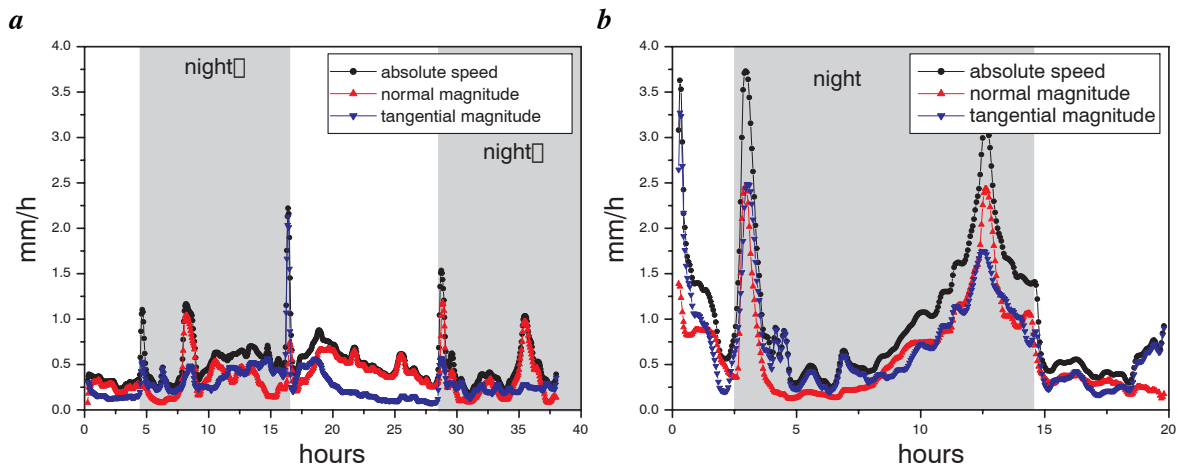 a
4.0
3.5
3.0
2.5
2.0
1.5
1.0
0.5
0.0
mm/h
0 5 10 15 20 25 30 35 40
hours
night□
night□
absolute speed
normal magnitude
tangential magnitude
b
4.0
3.5
3.0
2.5
2.0
1.5
1.0
0.5
0.0
mm/h
0 5 10 15 20
hours
night
absolute speed
normal magnitude
tangential magnitude